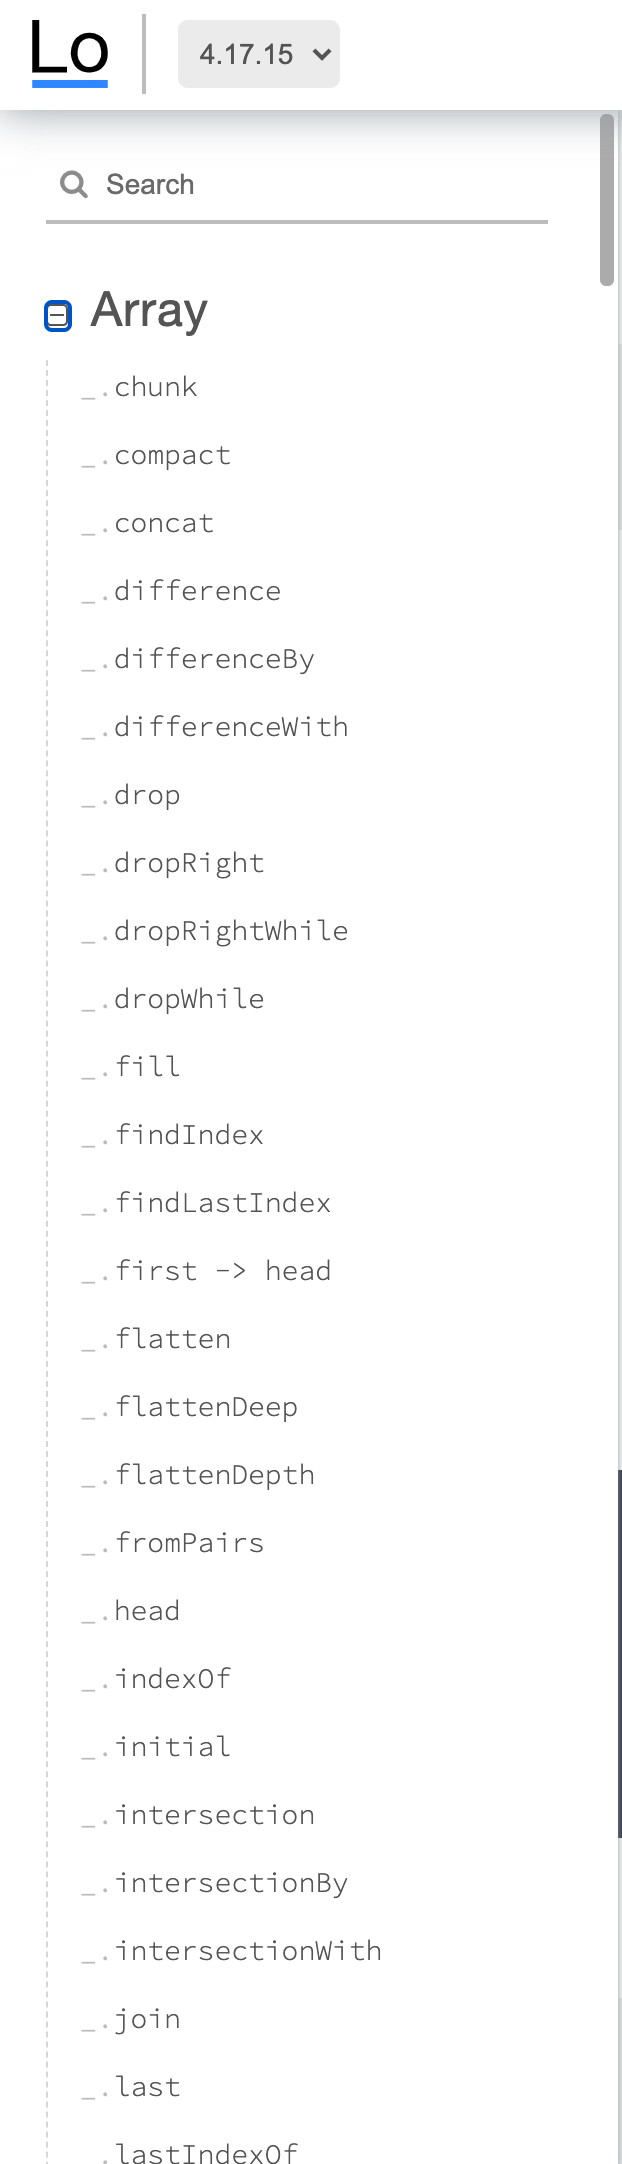 Lo
4.17.15
Search
Array
_.chunk
_.compact
_.concat
_.difference
_.differenceBy
_.differenceWith
_.drop
_.dropRight
_.dropRightWhile
_.dropWhile
_.fill
_.findIndex
_.findLastIndex
_.first -> head
_.flatten
_.flattenDeep
_.flattenDepth
_.fromPairs
_.head
_.indexOf
_.initial
_.intersection
_.intersectionBy
_.intersectionWith
_.join
_.last
.lastIndexOf